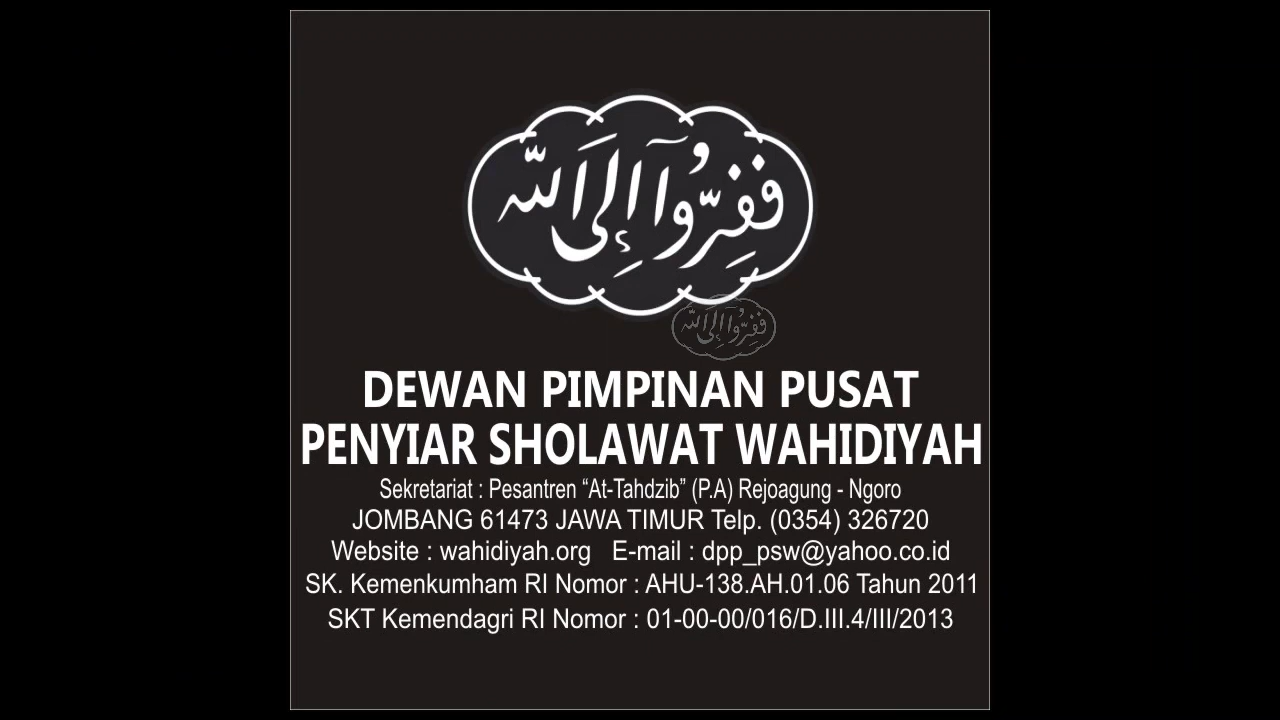 فَفِرُّوآ إِلَى اللّٰه
فَفِرُّوآ إِلَى اللّٰه
DEWAN PIMPINAN PUSAT
PENYIAR SHOLAWAT WAHIDIYAH
Sekretariat : Pesantren “At-Tahdzib” (P.A) Rejoagung - Ngoro
JOMBANG 61473 JAWA TIMUR Telp. (0354) 326720
Website : wahidiyah.org E-mail : dpp_psw@yahoo.co.id
SK. Kemenkumham RI Nomor : AHU-138.AH.01.06 Tahun 2011
SKT Kemendagri RI Nomor : 01-00-00/016/D.III.4/III/2013